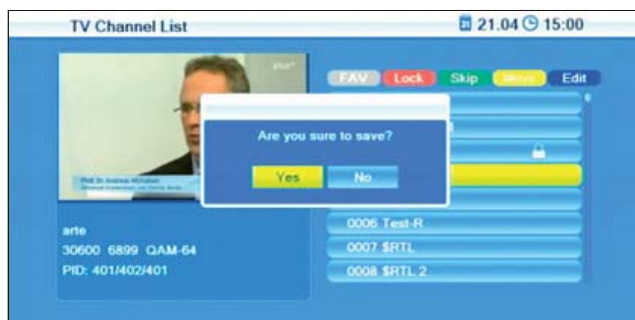 TV Channel List
21.04 15:00
FAV Lock Skip Move Edit
Are you sure to save?
Yes No
arte
30600 6899 QAM-64
PID: 401/402/401
0006 Test-R
0007 $RTL
0008 $RTL 2